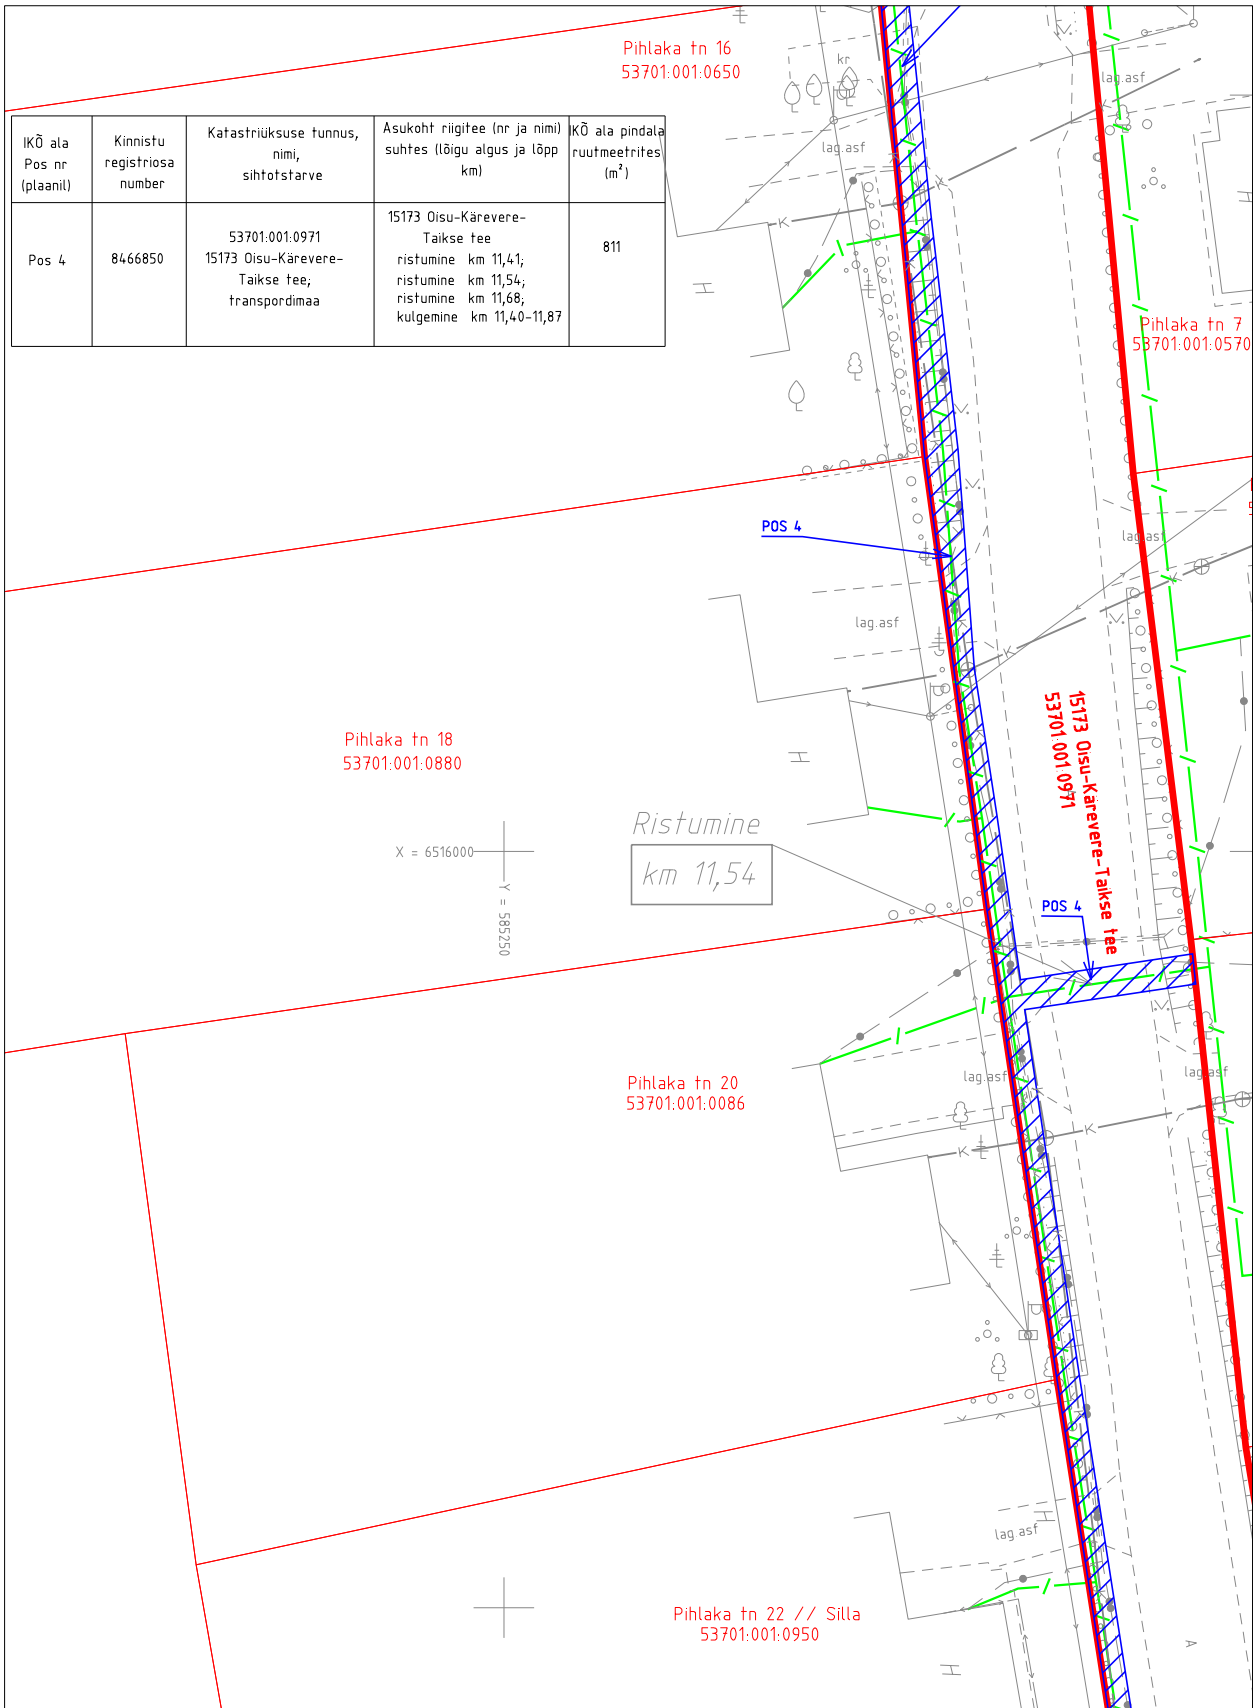 Pihlaka tn 16
53701:001:0650
kr
lag.asf
lag.asf
IKÕ ala
Pos nr
(plaanil)
Kinnistu
registriosa
number
Katastriüksuse tunnus,
nimi,
sihtotstarve
Asukoht riigitee (nr ja nimi)
suhtes (lõigu algus ja lõpp
km)
IKÕ ala pindala
ruutmeetrites
(m²)
Pos 4
8466850
53701:001:0971
15173 Oisu-Kärevere-
Taikse tee;
transpordimaa
15173 Oisu-Kärevere-
Taikse tee
ristumine km 11,41;
ristumine km 11,54;
ristumine km 11,68;
kulgemine km 11,40-11,87
811
K
K
H
H
Pihlaka tn 7
53701:001:0570
POS 4
lag.asf
lag.asf
K
K
K
H
15173 Oisu-Kärevere-Taikse tee
53701:001:0971
Pihlaka tn 18
53701:001:0880
Ristumine
km 11,54
X = 6516000
Y = 585250
POS 4
Pihlaka tn 20
53701:001:0086
lag.asf
lag.asf
K
K
H
lag.asf
Pihlaka tn 22 // Silla
53701:001:0950
H
A